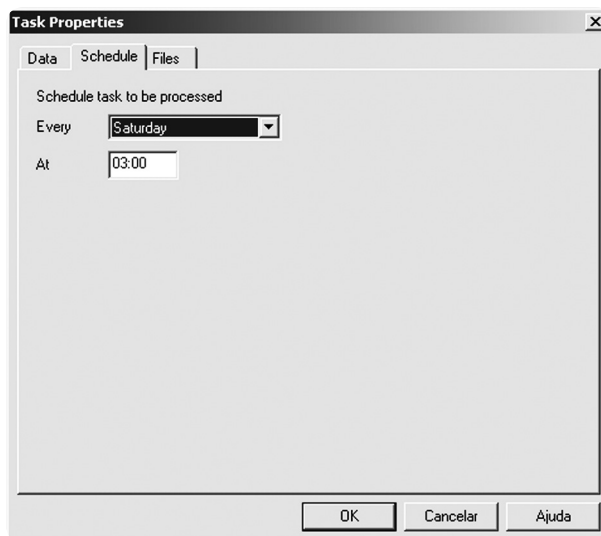 Task Properties
Data Schedule Files
Schedule task to be processed
Every Saturday
At 03:00
OK Cancelar Ajuda